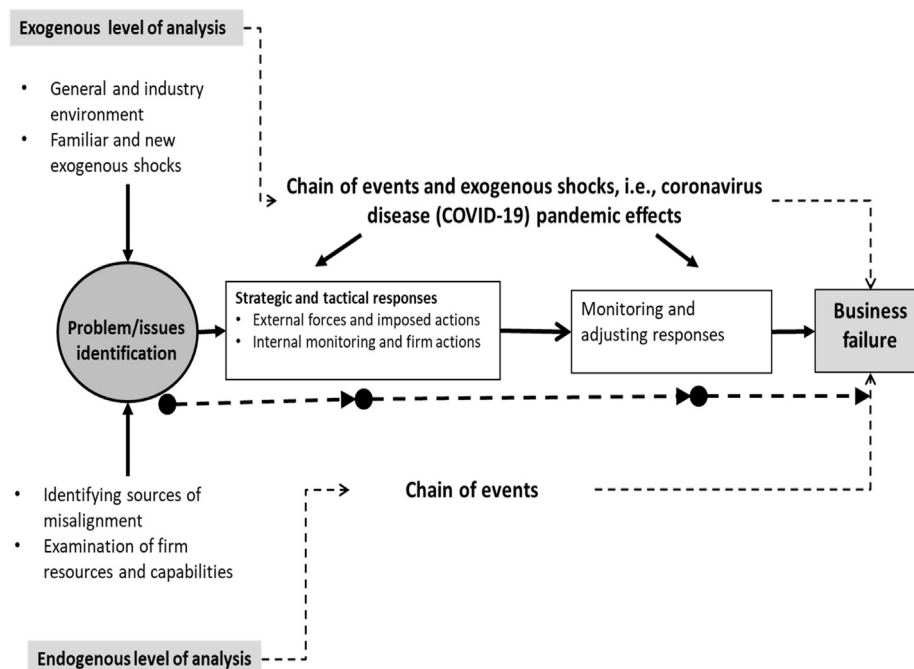 Exogenous level of analysis
• General and industry
environment
• Familiar and new
exogenous shocks
Chain of events and exogenous shocks, i.e., coronavirus
disease (COVID-19) pandemic effects
Problem/issues
identification
Strategic and tactical responses
• External forces and imposed actions
• Internal monitoring and firm actions
Monitoring and
adjusting responses
Business
failure
• Identifying sources of
misalignment
• Examination of firm
resources and capabilities
Chain of events
Endogenous level of analysis